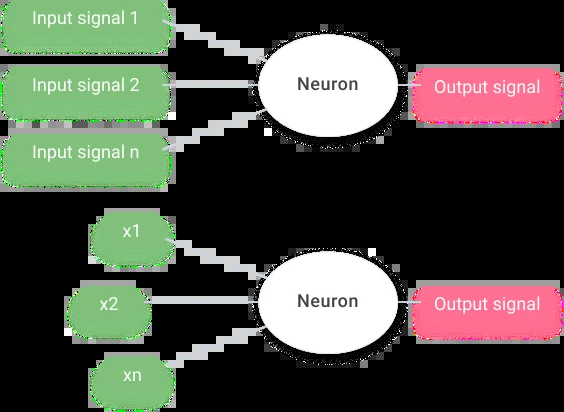 Input signal 1
Input signal 2
Neuron
Output signal
Input signal n
x1
x2
Neuron
Output signal
xn